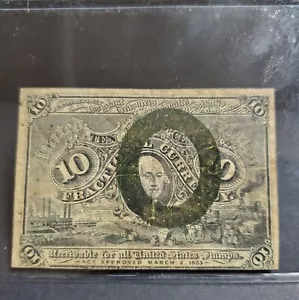 10 10
TEN CE
10 10
FRACTIONAL CURRENCY.
Receivable for all United States Stamps.
ACT APPROVED MARCH 3, 1863.
10 10